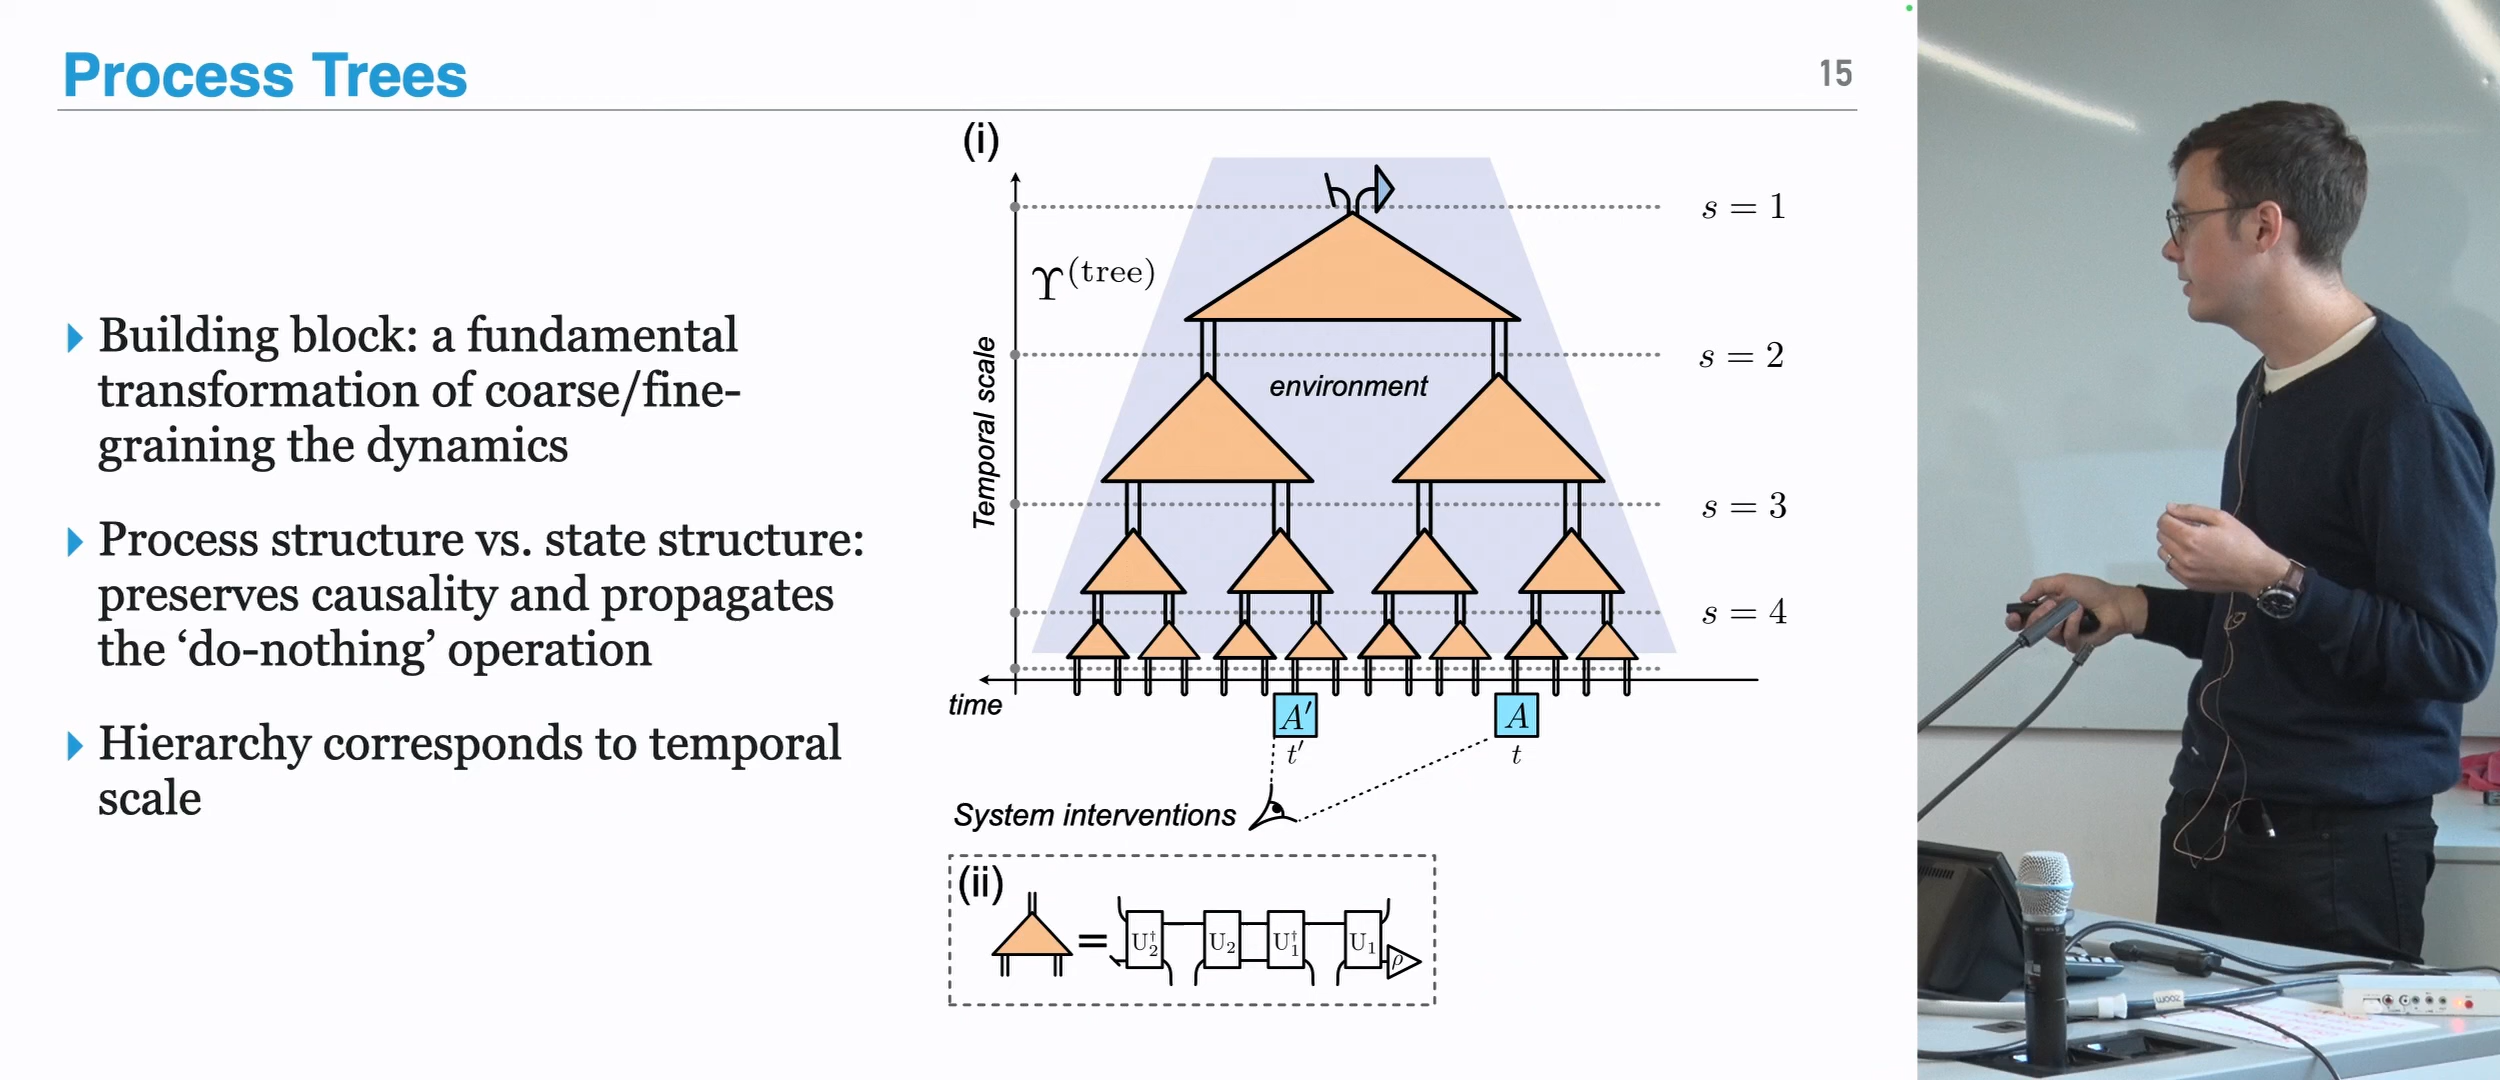 Process Trees
15
Building block: a fundamental
transformation of coarse/fine-
graining the dynamics
Process structure vs. state structure:
preserves causality and propagates
the ‘do-nothing’ operation
Hierarchy corresponds to temporal
scale
(i)
ϒ(tree)
Temporal scale
s = 1
s = 2
environment
s = 3
s = 4
time
A′
A
t′
t
System interventions
(ii)
= U₂† U₂ U₁† U₁ ρ
zoom